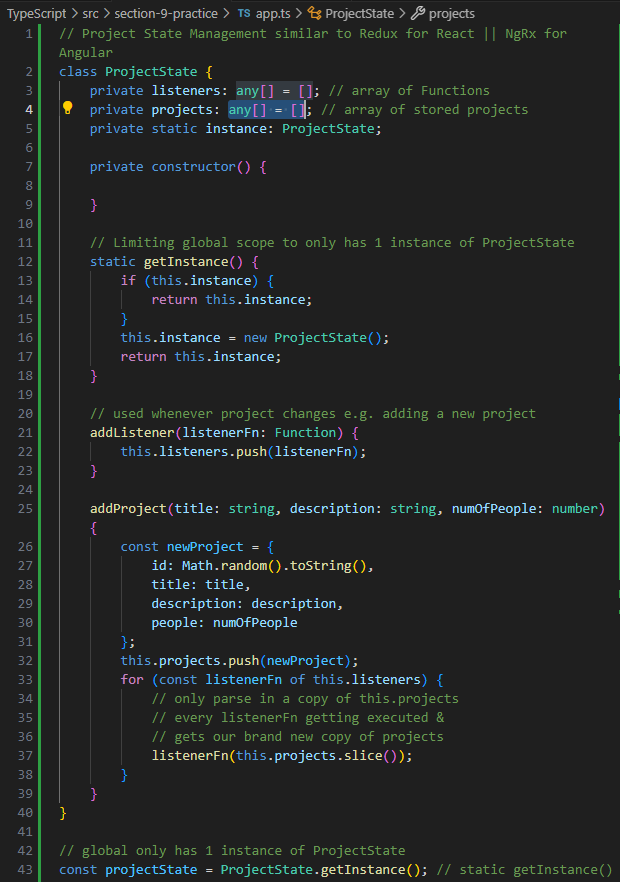 TypeScript > src > section-9-practice > TS app.ts > ProjectState > projects
1 // Project State Management similar to Redux for React || NgRx for
Angular
2 class ProjectState {
3 private listeners: any[] = []; // array of Functions
4 private projects: any[] = []; // array of stored projects
5 private static instance: ProjectState;
6
7 private constructor() {
8
9 }
10
11 // Limiting global scope to only has 1 instance of ProjectState
12 static getInstance() {
13 if (this.instance) {
14 return this.instance;
15 }
16 this.instance = new ProjectState();
17 return this.instance;
18 }
19
20 // used whenever project changes e.g. adding a new project
21 addListener(listenerFn: Function) {
22 this.listeners.push(listenerFn);
23 }
24
25 addProject(title: string, description: string, numOfPeople: number)
{
26 const newProject = {
27 id: Math.random().toString(),
28 title: title,
29 description: description,
30 people: numOfPeople
31 };
32 this.projects.push(newProject);
33 for (const listenerFn of this.listeners) {
34 // only parse in a copy of this.projects
35 // every listenerFn getting executed &
36 // gets our brand new copy of projects
37 listenerFn(this.projects.slice());
38 }
39 }
40 }
41
42 // global only has 1 instance of ProjectState
43 const projectState = ProjectState.getInstance(); // static getInstance()